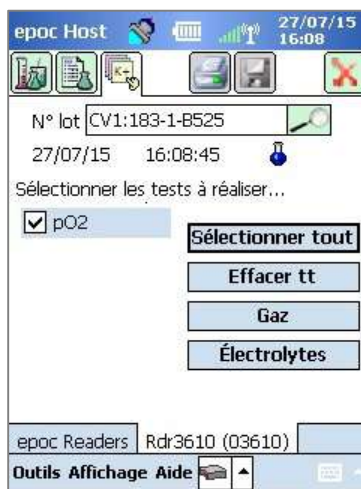 epoc Host 27/07/15
16:08
K+
N° lot CV1:183-1-B525
27/07/15 16:08:45
Sélectionner les tests à réaliser...
pO2
Sélectionner tout
Effacer tt
Gaz
Électrolytes
epoc Readers Rdr3610 (03610)
Outils Affichage Aide